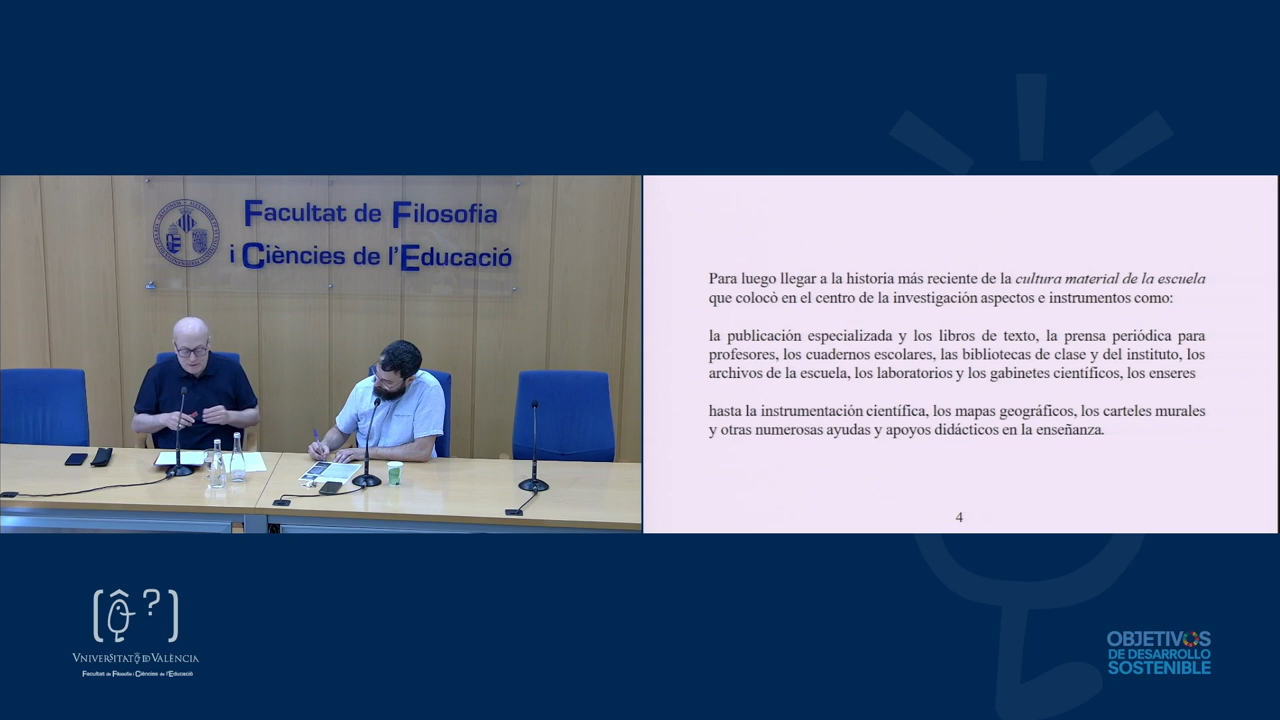 Facultat de Filosofia
i Ciències de l'Educació
Para luego llegar a la historia más reciente de la cultura material de la escuela
que colocò en el centro de la investigación aspectos e instrumentos como:
la publicación especializada y los libros de texto, la prensa periódica para
profesores, los cuadernos escolares, las bibliotecas de clase y del instituto, los
archivos de la escuela, los laboratorios y los gabinetes científicos, los enseres
hasta la instrumentación científica, los mapas geográficos, los carteles murales
y otras numerosas ayudas y apoyos didácticos en la enseñanza.
4
VNIVERSITAT DE VALÈNCIA
Facultat de Filosofia i Ciències de l'Educació
OBJETIVOS
DE DESARROLLO
SOSTENIBLE